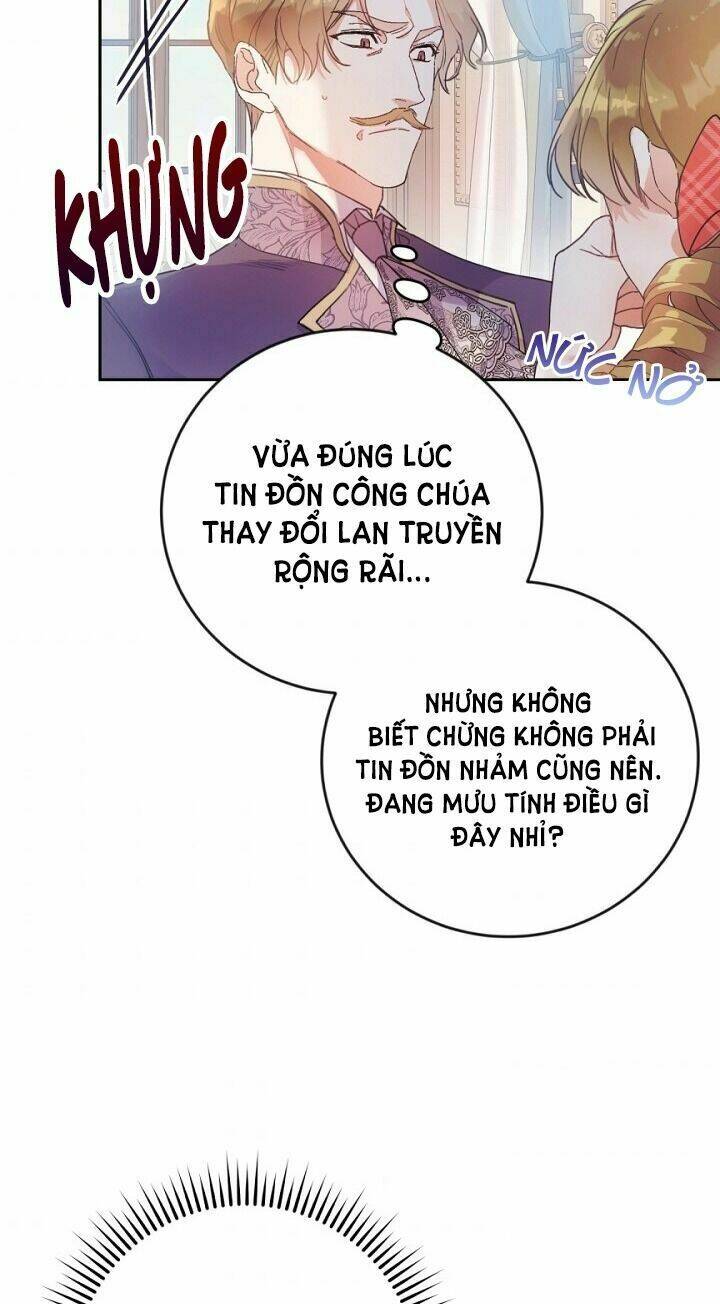 KHỰNG
NỨC NỞ
VỪA ĐÚNG LÚC
TIN ĐỒN CÔNG CHÚA
THAY ĐỔI LAN TRUYỀN
RỘNG RÃI...
NHƯNG KHÔNG
BIẾT CHỪNG KHÔNG PHẢI
TIN ĐỒN NHẢM CŨNG NÊN.
ĐANG MƯU TÍNH ĐIỀU GÌ
ĐÂY NHỈ?